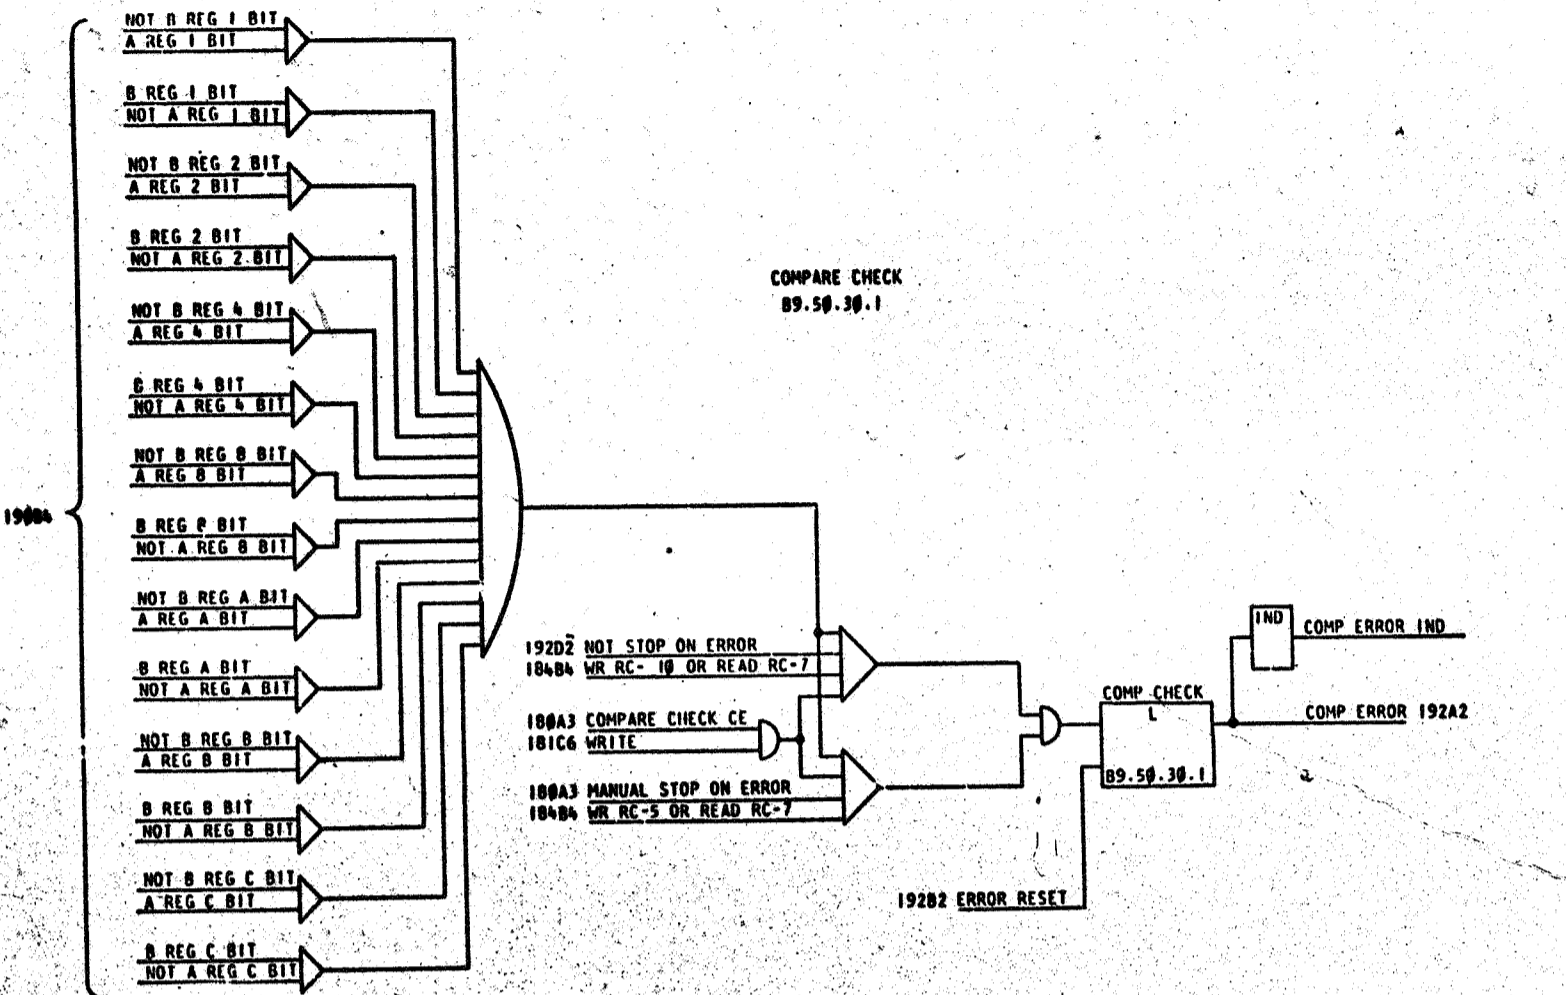 NOT B REG 1 BIT
A REG 1 BIT
B REG 1 BIT
NOT A REG 1 BIT
NOT B REG 2 BIT
A REG 2 BIT
B REG 2 BIT
NOT A REG 2 BIT
NOT B REG 4 BIT
A REG 4 BIT
B REG 4 BIT
NOT A REG 4 BIT
NOT B REG 8 BIT
A REG 8 BIT
B REG 8 BIT
NOT A REG 8 BIT
NOT B REG A BIT
A REG A BIT
B REG A BIT
NOT A REG A BIT
NOT B REG B BIT
A REG B BIT
B REG B BIT
NOT A REG B BIT
NOT B REG C BIT
A REG C BIT
B REG C BIT
NOT A REG C BIT
190B4
COMPARE CHECK
89.50.30.1
192D2 NOT STOP ON ERROR
184B4 WR RC- 10 OR READ RC-7
180A3 COMPARE CHECK CE
181C6 WRITE
180A3 MANUAL STOP ON ERROR
184B4 WR RC-5 OR READ RC-7
192B2 ERROR RESET
COMP CHECK
L
89.50.30.1
IND
COMP ERROR IND
COMP ERROR 192A2